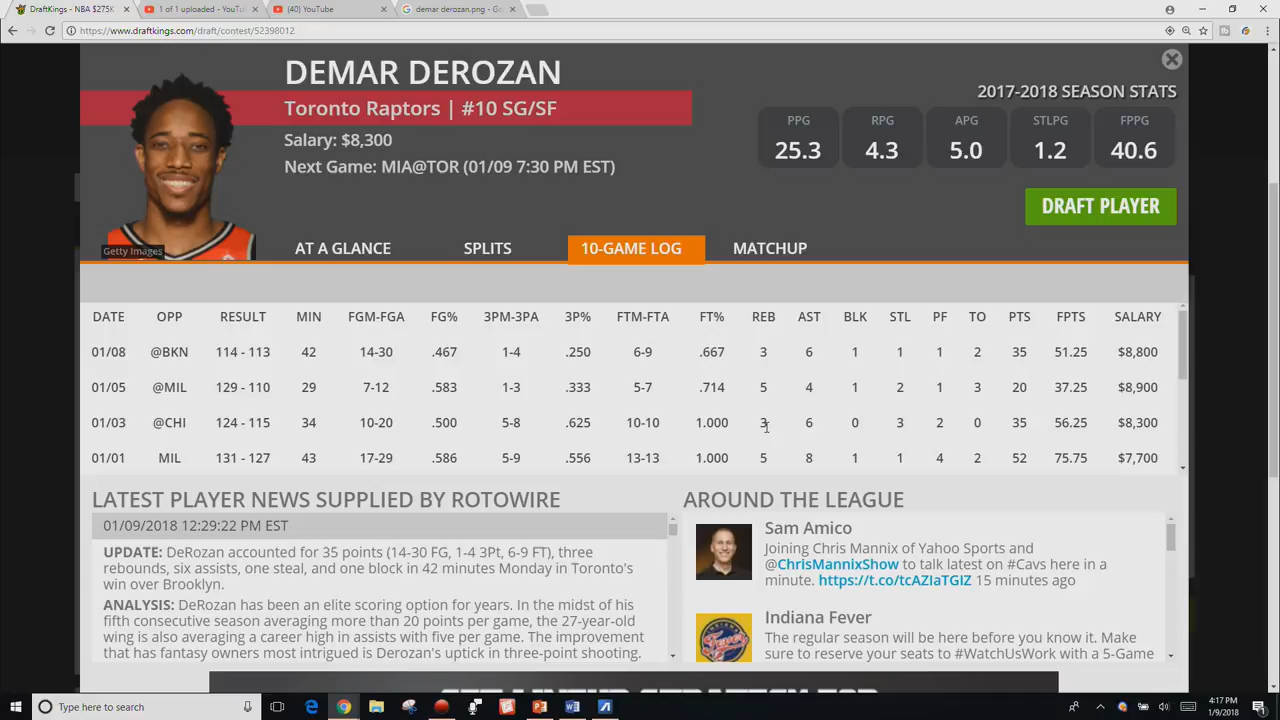 DraftKings - NBA $275K
1 of 1 uploaded - YouTu
(40) YouTube
demar derozan.png - Go
https://www.draftkings.com/draft/contest/52398012
DEMAR DEROZAN
Toronto Raptors | #10 SG/SF
Salary: $8,300
Next Game: MIA@TOR (01/09 7:30 PM EST)
Getty Images
2017-2018 SEASON STATS
PPG RPG APG STLPG FPPG
25.3 4.3 5.0 1.2 40.6
DRAFT PLAYER
AT A GLANCE SPLITS 10-GAME LOG MATCHUP
DATE OPP RESULT MIN FGM-FGA FG% 3PM-3PA 3P% FTM-FTA FT% REB AST BLK STL PF TO PTS FPTS SALARY
01/08 @BKN 114 - 113 42 14-30 .467 1-4 .250 6-9 .667 3 6 1 1 1 2 35 51.25 $8,800
01/05 @MIL 129 - 110 29 7-12 .583 1-3 .333 5-7 .714 5 4 1 2 1 3 20 37.25 $8,900
01/03 @CHI 124 - 115 34 10-20 .500 5-8 .625 10-10 1.000 3 6 0 3 2 0 35 56.25 $8,300
01/01 MIL 131 - 127 43 17-29 .586 5-9 .556 13-13 1.000 5 8 1 1 4 2 52 75.75 $7,700
LATEST PLAYER NEWS SUPPLIED BY ROTOWIRE
01/09/2018 12:29:22 PM EST
UPDATE: DeRozan accounted for 35 points (14-30 FG, 1-4 3Pt, 6-9 FT), three
rebounds, six assists, one steal, and one block in 42 minutes Monday in Toronto's
win over Brooklyn.
ANALYSIS: DeRozan has been an elite scoring option for years. In the midst of his
fifth consecutive season averaging more than 20 points per game, the 27-year-old
wing is also averaging a career high in assists with five per game. The improvement
that has fantasy owners most intrigued is Derozan's uptick in three-point shooting.
AROUND THE LEAGUE
Sam Amico
Joining Chris Mannix of Yahoo Sports and
@ChrisMannixShow to talk latest on #Cavs here in a
minute. https://t.co/tcAZIaTGIZ 15 minutes ago
Indiana Fever
The regular season will be here before you know it. Make
sure to reserve your seats to #WatchUsWork with a 5-Game
GET LINEUP STRATEGY FOR
Type here to search
4:17 PM
1/9/2018